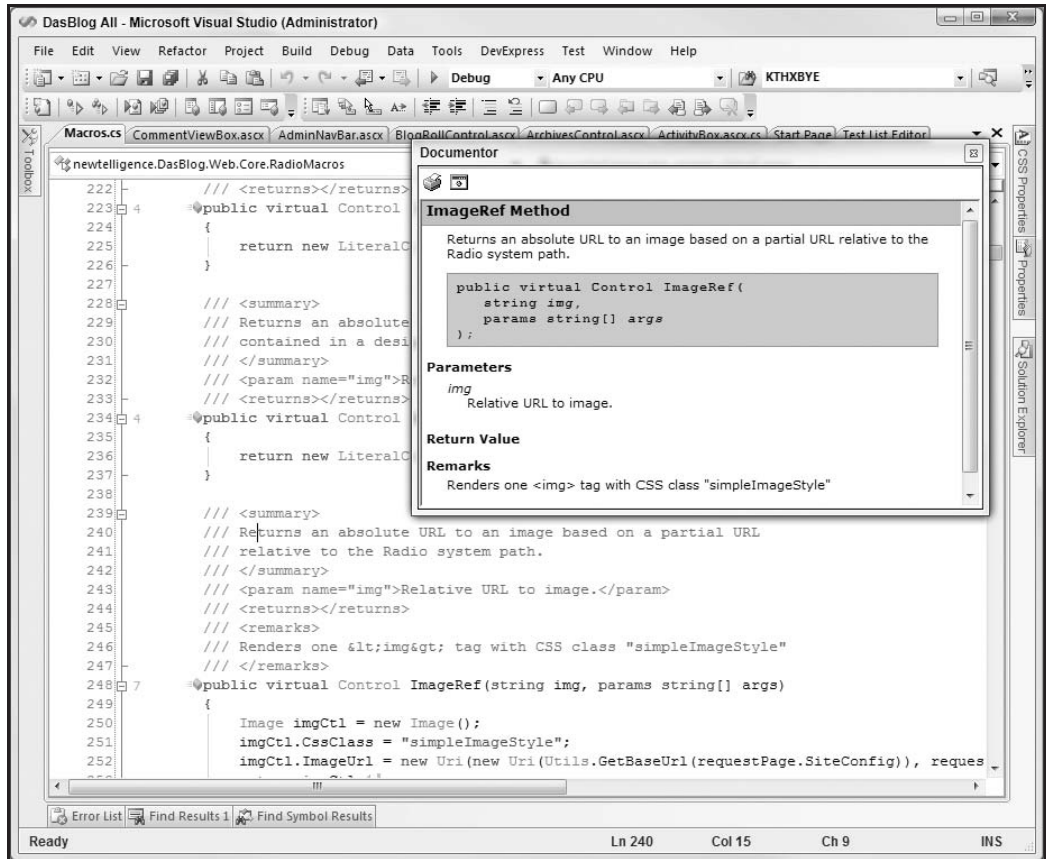 DasBlog All - Microsoft Visual Studio (Administrator)
File Edit View Refactor Project Build Debug Data Tools DevExpress Test Window Help
Debug Any CPU KTHXBYE
Toolbox
Macros.cs CommentViewBox.ascx AdminNavBar.ascx BlogRollControl.ascx ArchivesControl.ascx ActivityBox.ascx.cs Start Page Test List Editor
newtelligence.DasBlog.Web.Core.RadioMacros
222 /// <returns></returns>
223 4 public virtual Control
224 {
225 return new LiteralC
226 }
227
228 /// <summary>
229 /// Returns an absolute
230 /// contained in a desi
231 /// </summary>
232 /// <param name="img">R
233 /// <returns></returns>
234 4 public virtual Control
235 {
236 return new LiteralC
237 }
238
239 /// <summary>
240 /// Returns an absolute URL to an image based on a partial URL
241 /// relative to the Radio system path.
242 /// </summary>
243 /// <param name="img">Relative URL to image.</param>
244 /// <returns></returns>
245 /// <remarks>
246 /// Renders one &lt;img&gt; tag with CSS class "simpleImageStyle"
247 /// </remarks>
248 7 public virtual Control ImageRef(string img, params string[] args)
249 {
250 Image imgCtl = new Image();
251 imgCtl.CssClass = "simpleImageStyle";
252 imgCtl.ImageUrl = new Uri(new Uri(Utils.GetBaseUrl(requestPage.SiteConfig)), reques
Documentor
ImageRef Method
Returns an absolute URL to an image based on a partial URL relative to the
Radio system path.
public virtual Control ImageRef(
string img,
params string[] args
);
Parameters
img
Relative URL to image.
Return Value
Remarks
Renders one <img> tag with CSS class "simpleImageStyle"
CSS Properties
Properties
Solution Explorer
Error List Find Results 1 Find Symbol Results
Ready Ln 240 Col 15 Ch 9 INS